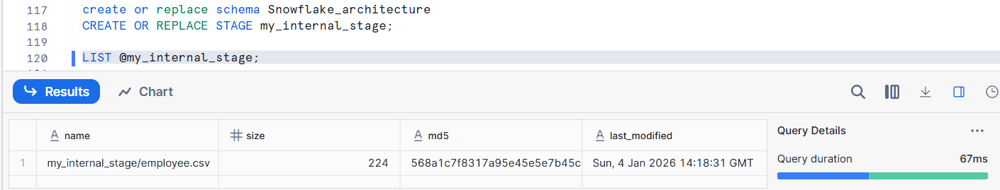 117 create or replace schema Snowflake_architecture
118 CREATE OR REPLACE STAGE my_internal_stage;
119
120 LIST @my_internal_stage;
Results Chart
name size md5 last_modified
Query Details
1 my_internal_stage/employee.csv 224 568a1c7f8317a95e45e5e7b45c Sun, 4 Jan 2026 14:18:31 GMT
Query duration 67ms